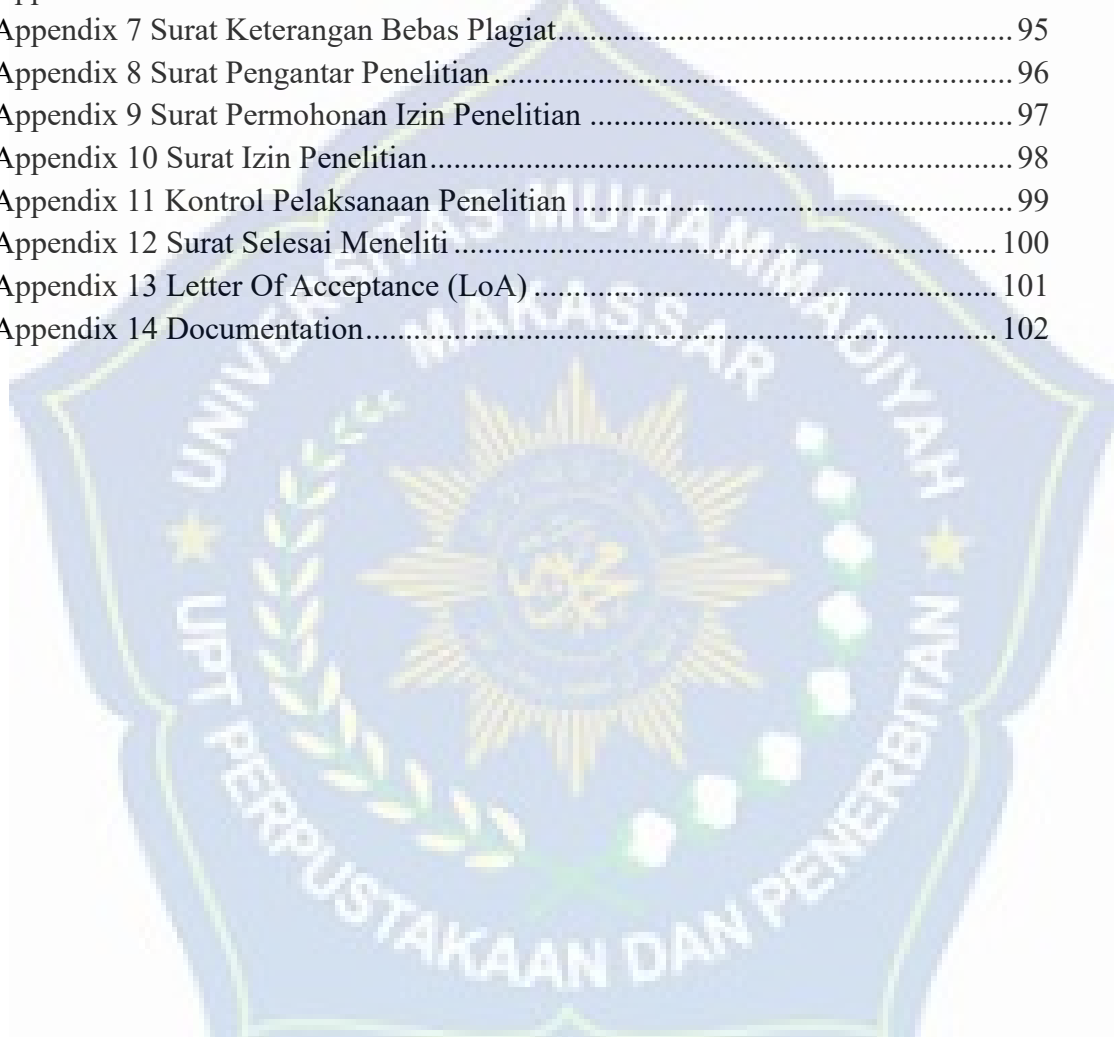 Appendix 7 Surat Keterangan Bebas Plagiat.......................................................... 95
Appendix 8 Surat Pengantar Penelitian.................................................................. 96
Appendix 9 Surat Permohonan Izin Penelitian ...................................................... 97
Appendix 10 Surat Izin Penelitian.......................................................................... 98
Appendix 11 Kontrol Pelaksanaan Penelitian ........................................................ 99
Appendix 12 Surat Selesai Meneliti..................................................................... 100
Appendix 13 Letter Of Acceptance (LoA)........................................................... 101
Appendix 14 Documentation................................................................................ 102
UNIVERSITAS MUHAMMADIYAH
MAKASSAR
UPT PERPUSTAKAAN DAN PENERBITAN